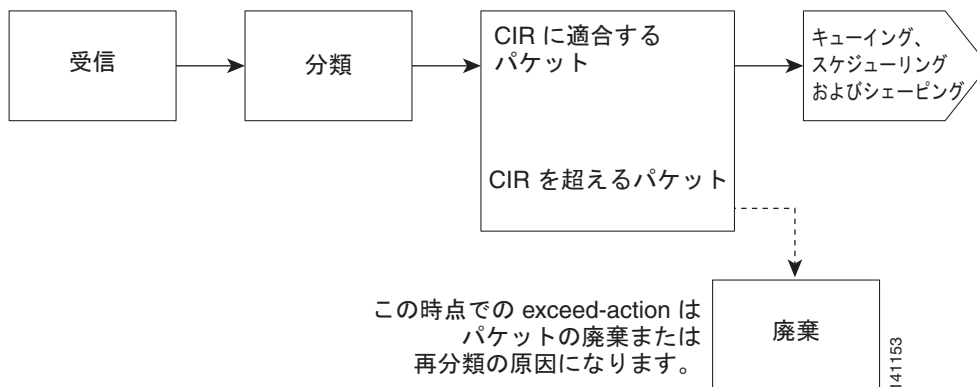 受信
分類
CIR に適合する
パケット
CIR を超えるパケット
キューイング、
スケジューリング
およびシェーピング
この時点での exceed-action は
パケットの廃棄または
再分類の原因になります。
廃棄
141153